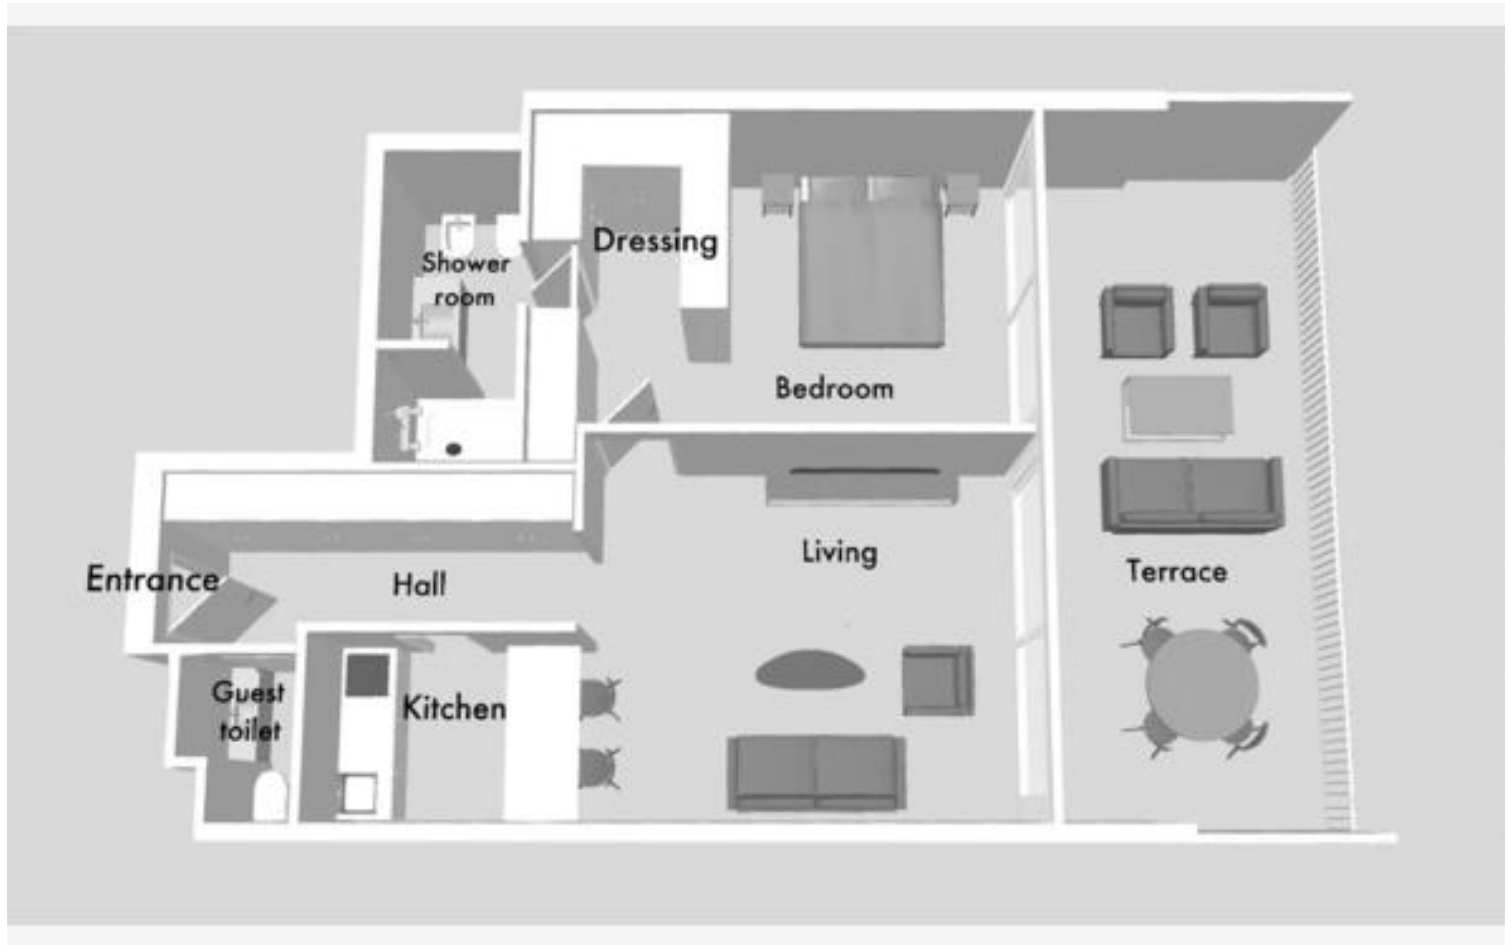 Dressing
Shower
room
Bedroom
Living
Terrace
Entrance
Hall
Guest
toilet
Kitchen